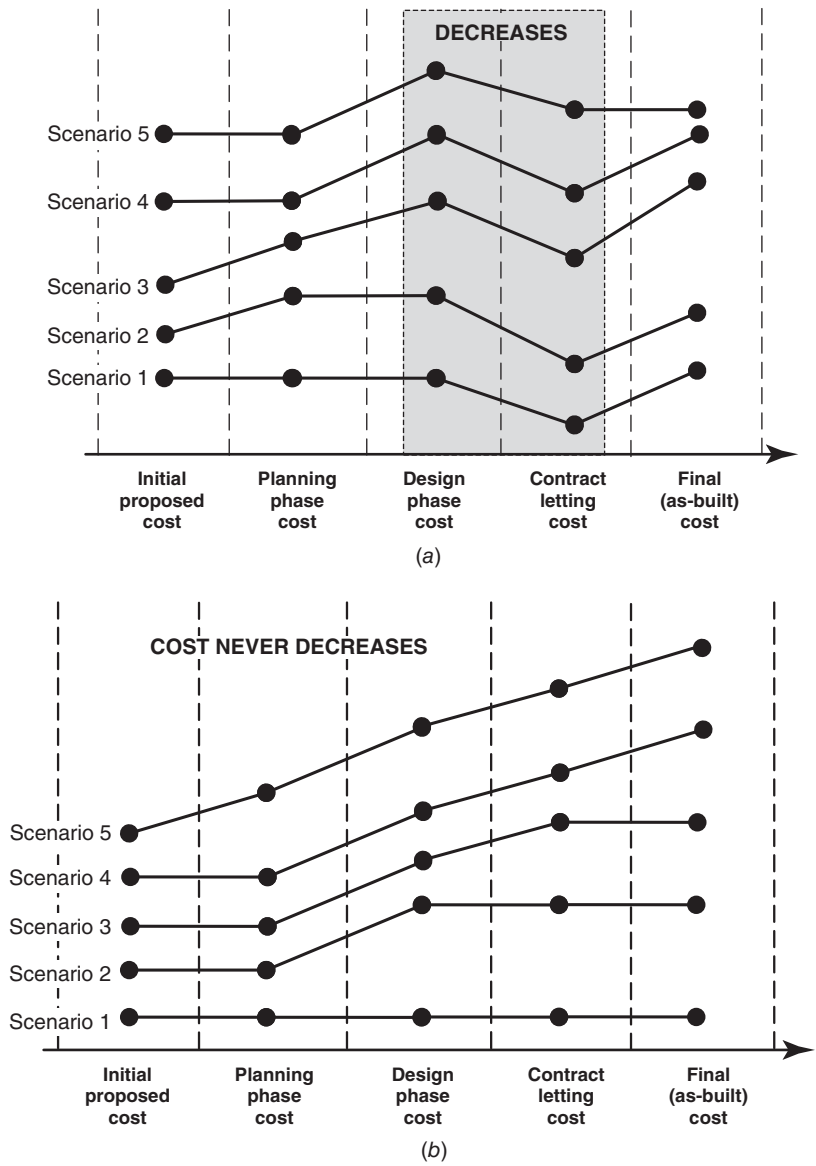 DECREASES
Scenario 5
Scenario 4
Scenario 3
Scenario 2
Scenario 1
Initial
proposed
cost
Planning
phase
cost
Design
phase
cost
Contract
letting
cost
Final
(as-built)
cost
(a)
COST NEVER DECREASES
Scenario 5
Scenario 4
Scenario 3
Scenario 2
Scenario 1
Initial
proposed
cost
Planning
phase
cost
Design
phase
cost
Contract
letting
cost
Final
(as-built)
cost
(b)